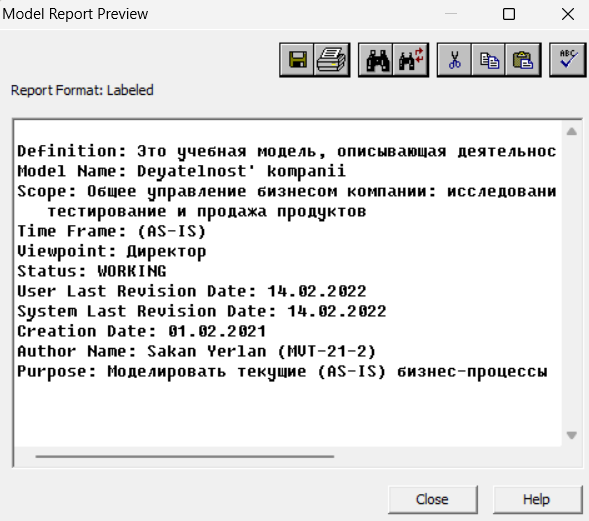 Model Report Preview
ABC
Report Format: Labeled
Definition: Это учебная модель, описывающая деятельнос
Model Name: Deyatelnost' kompanii
Scope: Общее управление бизнесом компании: исследовани
тестирование и продажа продуктов
Time Frame: (AS-IS)
Viewpoint: Директор
Status: WORKING
User Last Revision Date: 14.02.2022
System Last Revision Date: 14.02.2022
Creation Date: 01.02.2021
Author Name: Sakan Yerlan (MVT-21-2)
Purpose: Моделировать текущие (AS-IS) бизнес-процессы
Close
Help